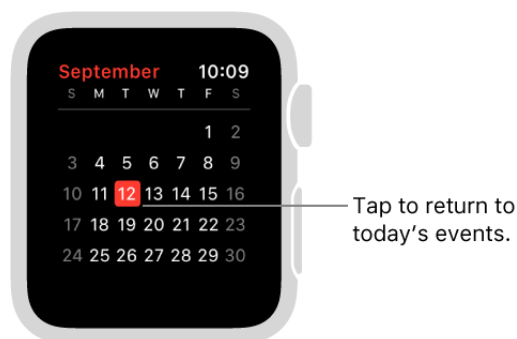 September 10:09
S M T W T F S
1 2
3 4 5 6 7 8 9
10 11 12 13 14 15 16
17 18 19 20 21 22 23
24 25 26 27 28 29 30
Tap to return to
today's events.